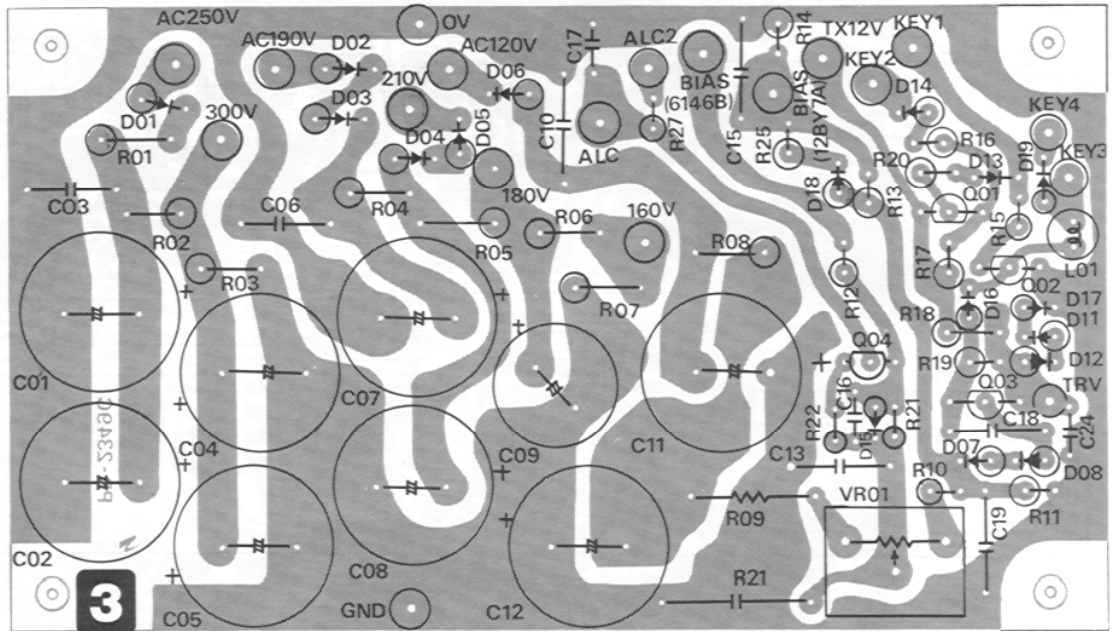 AC250V
OV
AC190V
D02
AC120V
C17
ALC2
R14
TX12V
KEY1
D06
BIAS
(6146B)
BIAS
(12BY7A)
KEY2
D14
210V
D01
300V
D03
D04
D05
C10
ALC
R27
C15
R25
KEY4
R16
KEY3
R01
180V
D18
R13
R20
D13
D19
Q01
C03
R02
C06
R04
R05
R06
160V
R08
R17
R15
L01
R03
R07
R12
Q02
D16
D17
D11
R18
C01
C07
Q04
R19
D12
PB-2349C
C04
C09
C11
C16
R22
D15
R21
Q03
TRV
C18
C24
C13
D07
D08
R10
VR01
R11
R09
C19
C02
C08
R21
3
C05
GND
C12